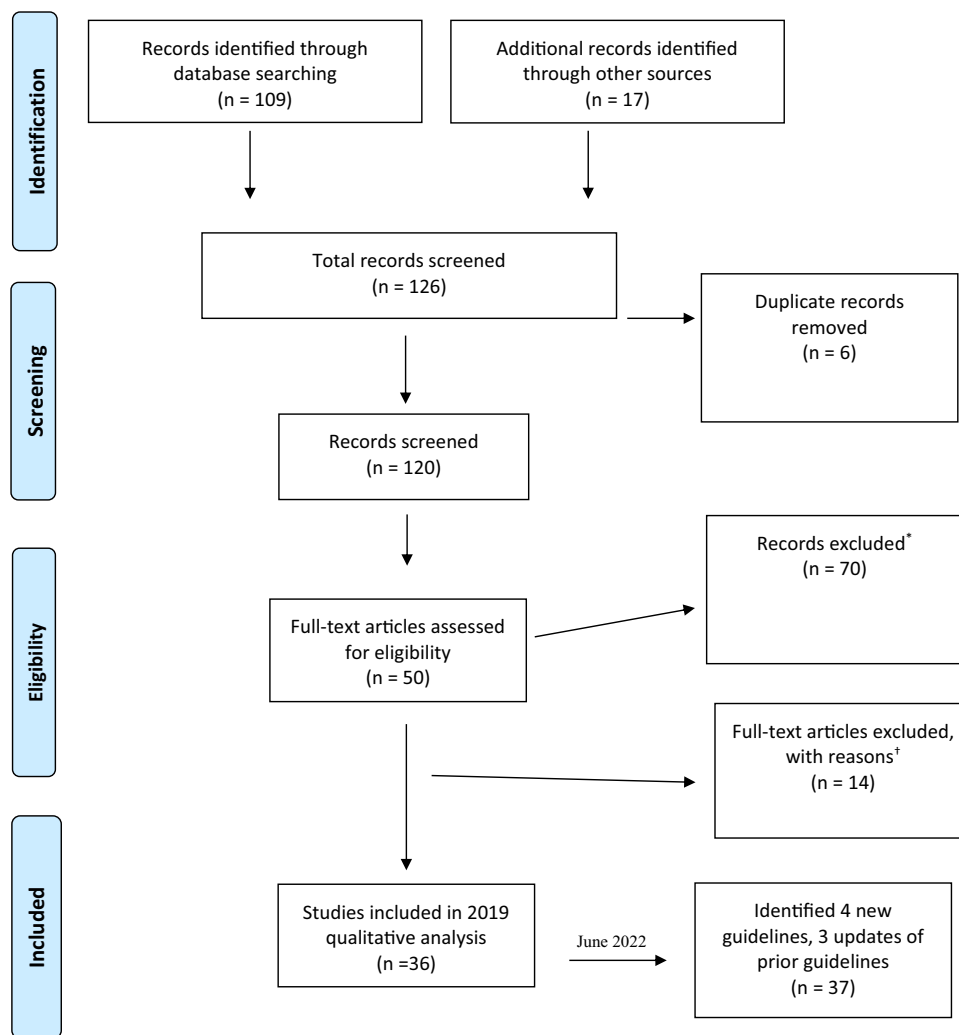 Identification
Records identified through
database searching
(n = 109)
Additional records identified
through other sources
(n = 17)
Total records screened
(n = 126)
Screening
Duplicate records
removed
(n = 6)
Records screened
(n = 120)
Eligibility
Records excluded*
(n = 70)
Full-text articles assessed
for eligibility
(n = 50)
Full-text articles excluded,
with reasons†
(n = 14)
Included
Studies included in 2019
qualitative analysis
(n =36)
June 2022
Identified 4 new
guidelines, 3 updates of
prior guidelines
(n = 37)